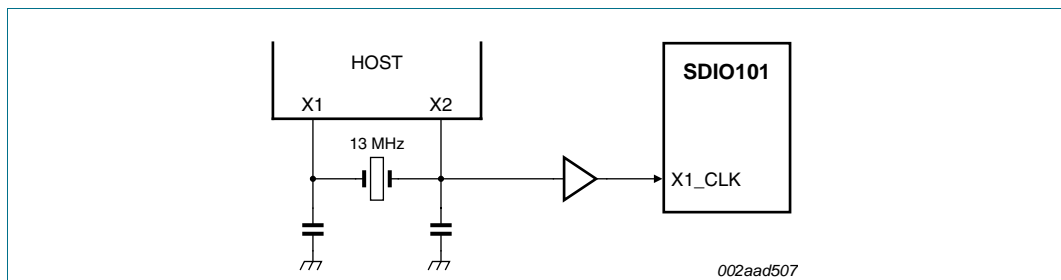 HOST
SDIO101
X1
X2
13 MHz
X1_CLK
002aad507